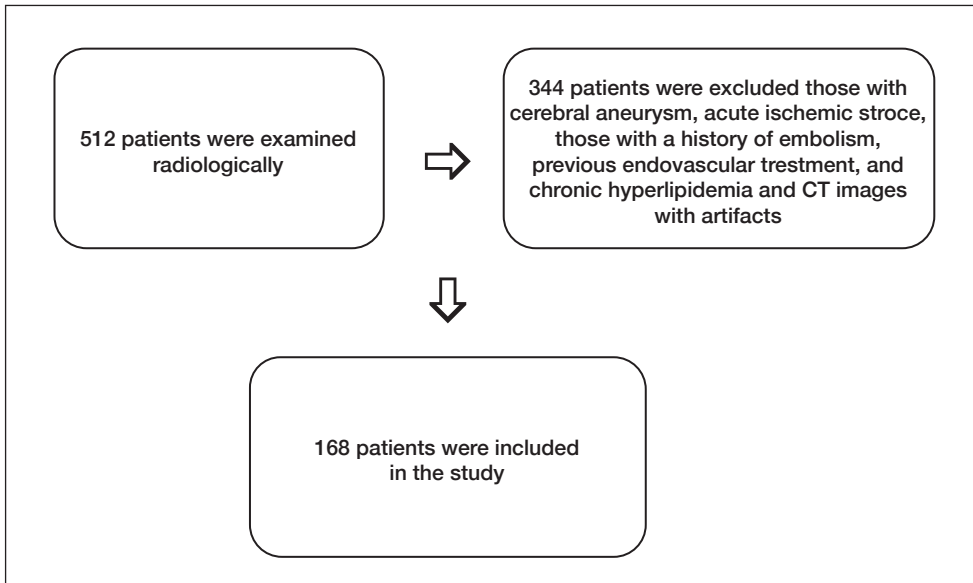 512 patients were examined
radiologically
344 patients were excluded those with
cerebral aneurysm, acute ischemic stroce,
those with a history of embolism,
previous endovascular trestment, and
chronic hyperlipidemia and CT images
with artifacts
168 patients were included
in the study